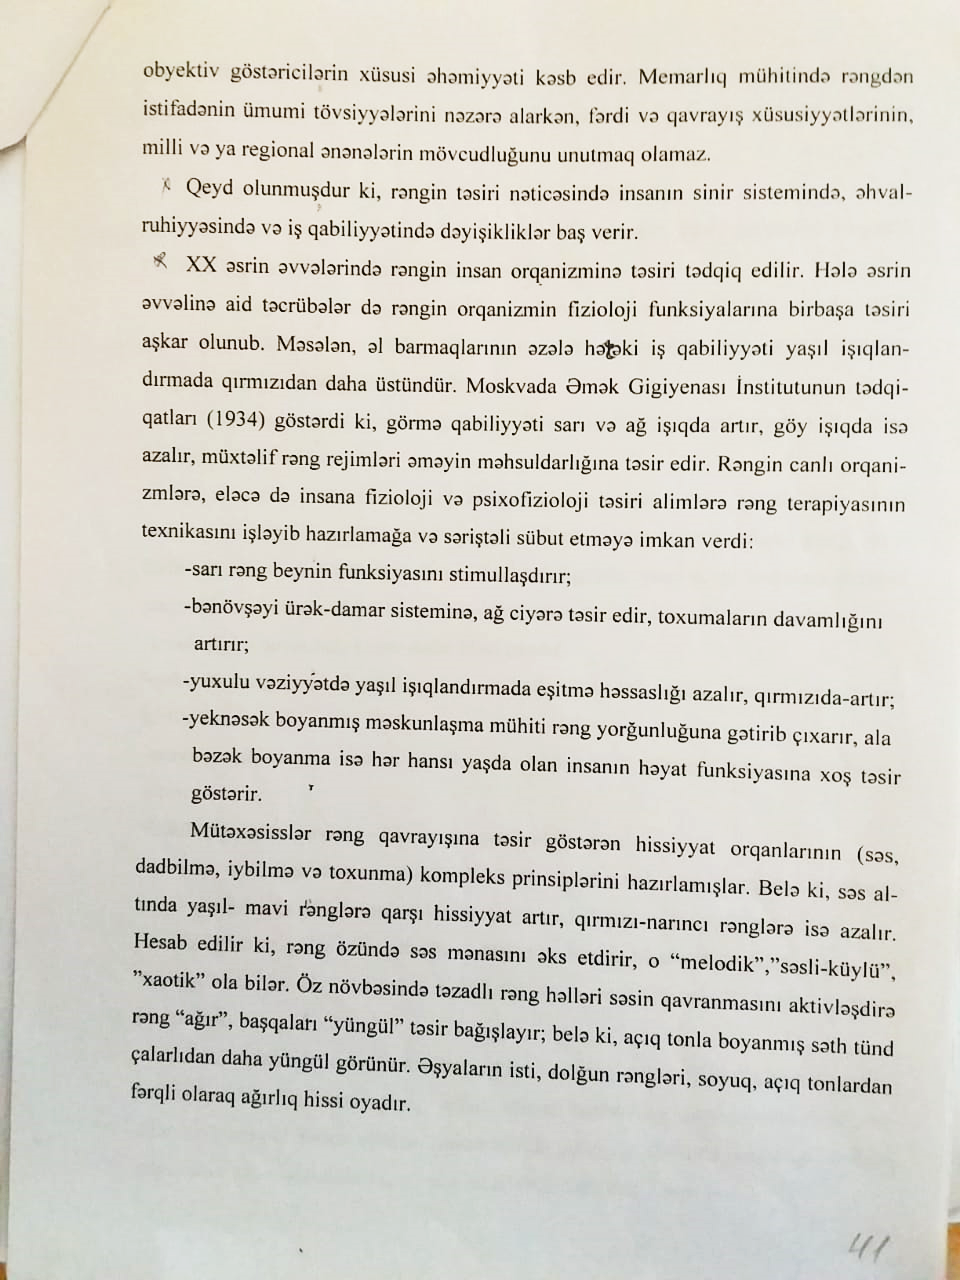 obyektiv göstəricilərin xüsusi əhəmiyyəti kəsb edir. Memarlıq mühitində rəngdən
istifadənin ümumi tövsiyyələrini nəzərə alarkən, fərdi və qavrayış xüsusiyyətlərinin,
milli və ya regional ənənələrin mövcudluğunu unutmaq olamaz.
Qeyd olunmuşdur ki, rəngin təsiri nəticəsində insanın sinir sistemində, əhval-
ruhiyyəsində və iş qabiliyyətində dəyişikliklər baş verir.
XX əsrin əvvələrində rəngin insan orqanizminə təsiri tədqiq edilir. Hələ əsrin
əvvəlinə aid təcrübələr də rəngin orqanizmin fizioloji funksiyalarına birbaşa təsiri
aşkar olunub. Məsələn, əl barmaqlarının əzələ hətəki iş qabiliyyəti yaşıl işıqlan-
dırmada qırmızıdan daha üstündür. Moskvada Əmək Gigiyenası İnstitutunun tədqi-
qatları (1934) göstərdi ki, görmə qabiliyyəti sarı və ağ işıqda artır, göy işıqda isə
azalır, müxtəlif rəng rejimləri əməyin məhsuldarlığına təsir edir. Rəngin canlı orqani-
zmlərə, eləcə də insana fizioloji və psixofizioloji təsiri alimlərə rəng terapiyasının
texnikasını işləyib hazırlamağa və səriştəli sübut etməyə imkan verdi:
-sarı rəng beynin funksiyasını stimullaşdırır;
-bənövşəyi ürək-damar sisteminə, ağ ciyərə təsir edir, toxumaların davamlığını
artırır;
-yuxulu vəziyyətdə yaşıl işıqlandırmada eşitmə həssaslığı azalır, qırmızıda-artır;
-yeknəsək boyanmış məskunlaşma mühiti rəng yorğunluğuna gətirib çıxarır, ala
bəzək boyanma isə hər hansı yaşda olan insanın həyat funksiyasına xoş təsir
göstərir.
Mütəxəsisslər rəng qavrayışına təsir göstərən hissiyyat orqanlarının (səs,
dadbilmə, iybilmə və toxunma) kompleks prinsiplərini hazırlamışlar. Belə ki, səs al-
tında yaşıl- mavi rənglərə qarşı hissiyyat artır, qırmızı-narıncı rənglərə isə azalır.
Hesab edilir ki, rəng özündə səs mənasını əks etdirir, o “melodik”,”səsli-küylü”,
”xaotik” ola bilər. Öz növbəsində təzadlı rəng həlləri səsin qavranmasını aktivləşdirə
rəng “ağır”, başqaları “yüngül” təsir bağışlayır; belə ki, açıq tonla boyanmış səth tünd
çalarlıdan daha yüngül görünür. Əşyaların isti, dolğun rəngləri, soyuq, açıq tonlardan
fərqli olaraq ağırlıq hissi oyadır.
41